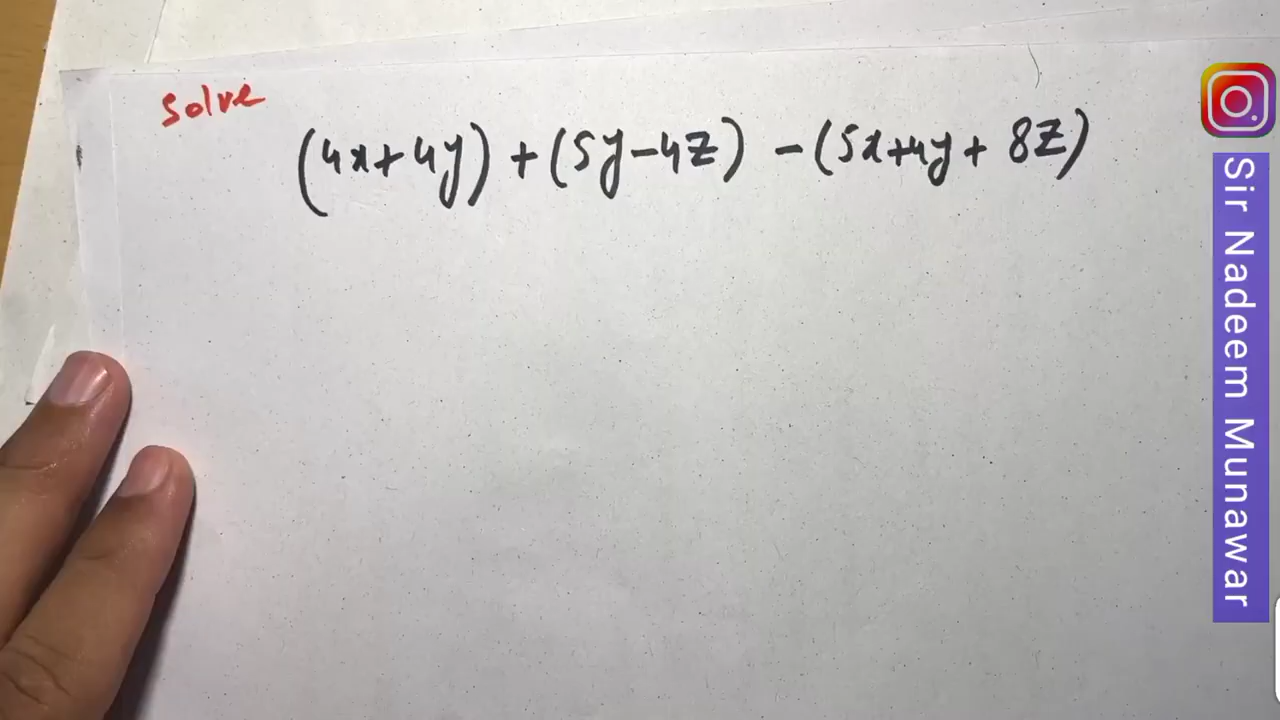 Solve
(4x+4y) + (5y-4z) - (5x+4y+ 8z)
Sir Nadeem Munawar